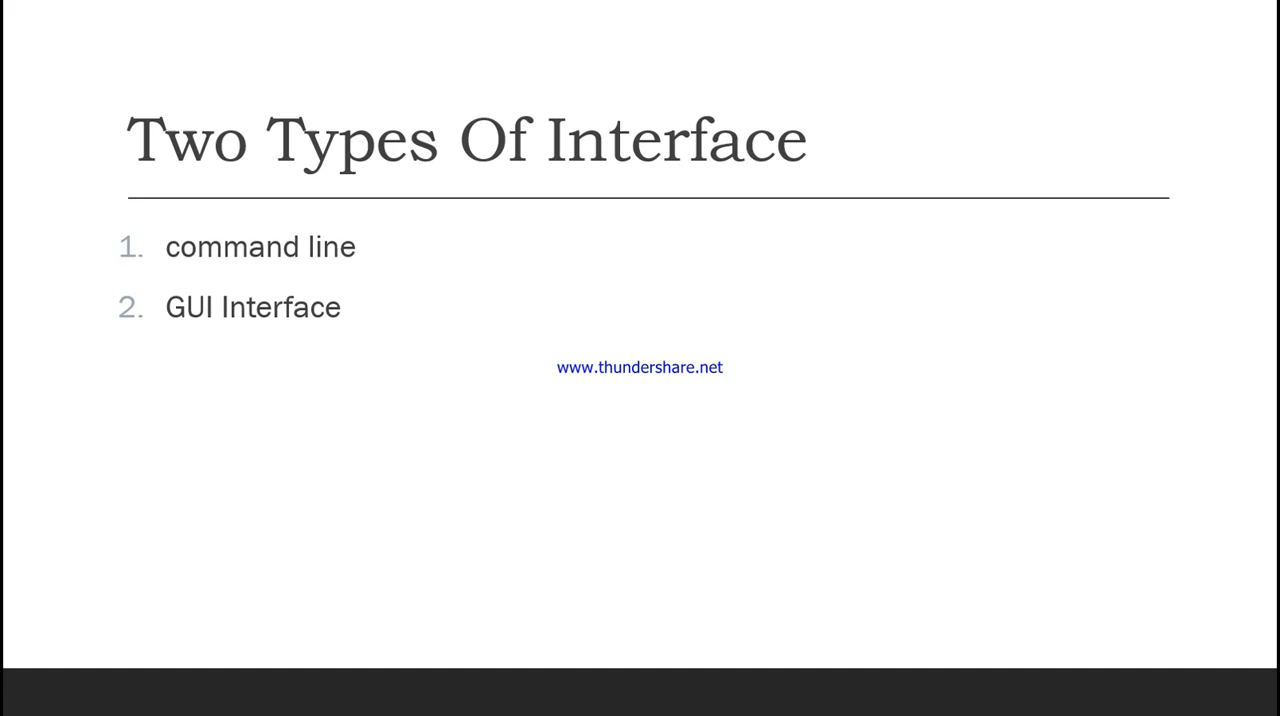 Two Types Of Interface
1. command line
2. GUI Interface
www.thundershare.net